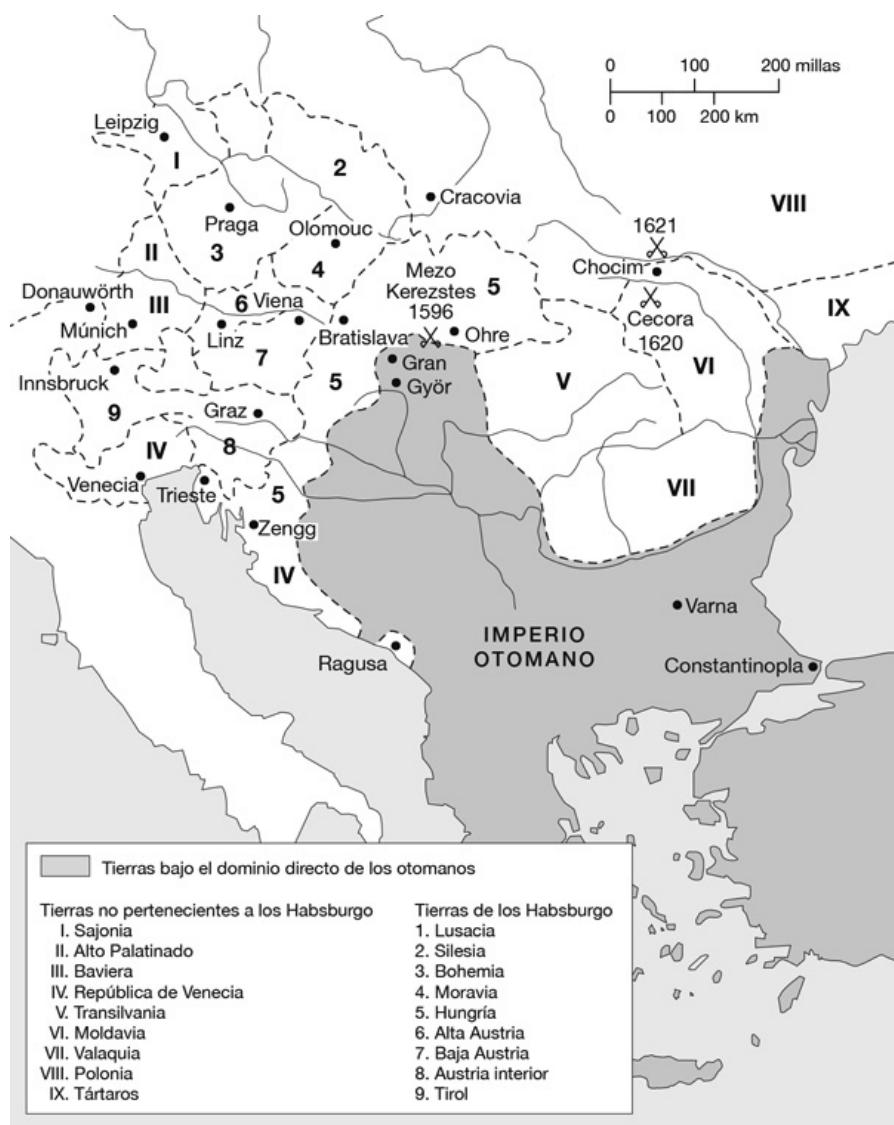 0 100 200 millas
0 100 200 km
Leipzig
I
2
VIII
Cracovia
Praga
Olomouc
1621
II
3
4
Chocim
Mezo
Kerezstes
1596
5
IX
Donauwörth
III
6
Viena
Cecora
1620
Múnich
Linz
Bratislava
Ohre
VI
7
Gran
Innsbruck
5
V
Györ
9
Graz
IV
8
Venecia
Trieste
5
VII
Zengg
IV
Varna
IMPERIO
OTOMANO
Ragusa
Constantinopla
Tierras bajo el dominio directo de los otomanos
Tierras no pertenecientes a los Habsburgo
I. Sajonia
II. Alto Palatinado
III. Baviera
IV. República de Venecia
V. Transilvania
VI. Moldavia
VII. Valaquia
VIII. Polonia
IX. Tártaros
Tierras de los Habsburgo
1. Lusacia
2. Silesia
3. Bohemia
4. Moravia
5. Hungría
6. Alta Austria
7. Baja Austria
8. Austria interior
9. Tirol